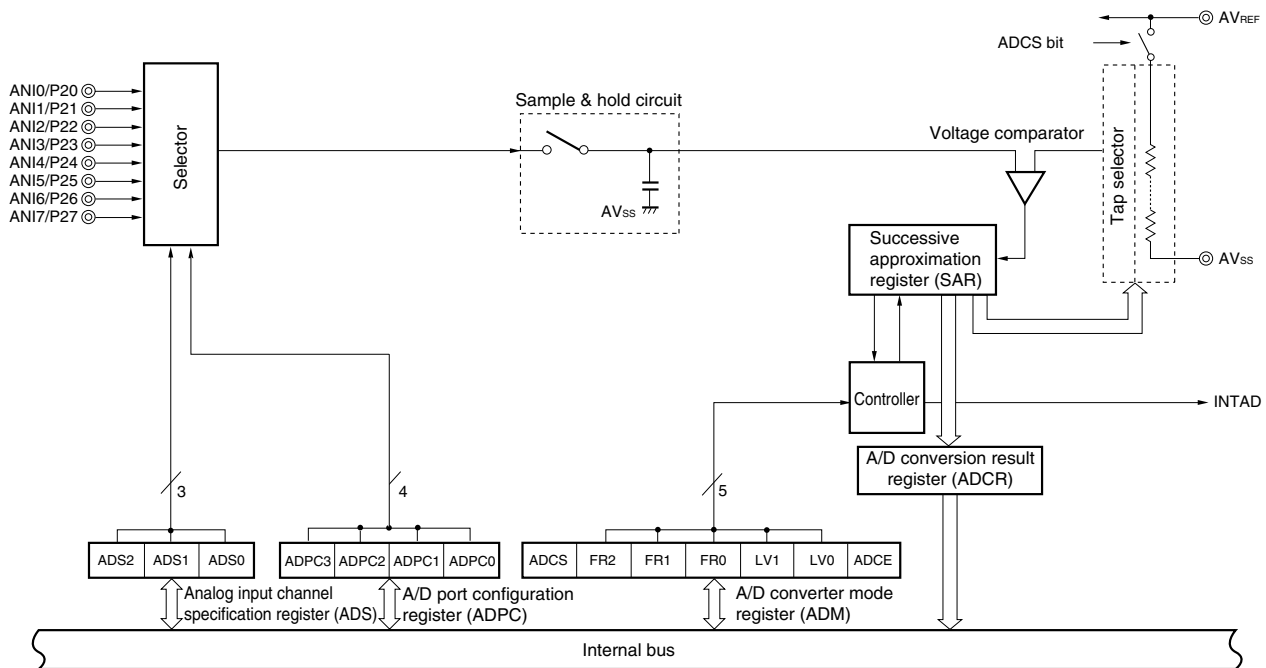 AVREF
ADCS bit
ANI0/P20
ANI1/P21
ANI2/P22
ANI3/P23
ANI4/P24
ANI5/P25
ANI6/P26
ANI7/P27
Selector
Sample & hold circuit
AVSS
Voltage comparator
Tap selector
AVSS
Successive
approximation
register (SAR)
Controller
INTAD
A/D conversion result
register (ADCR)
3
4
5
ADS2 ADS1 ADS0
ADPC3 ADPC2 ADPC1 ADPC0
ADCS FR2 FR1 FR0 LV1 LV0 ADCE
Analog input channel
specification register (ADS)
A/D port configuration
register (ADPC)
A/D converter mode
register (ADM)
Internal bus